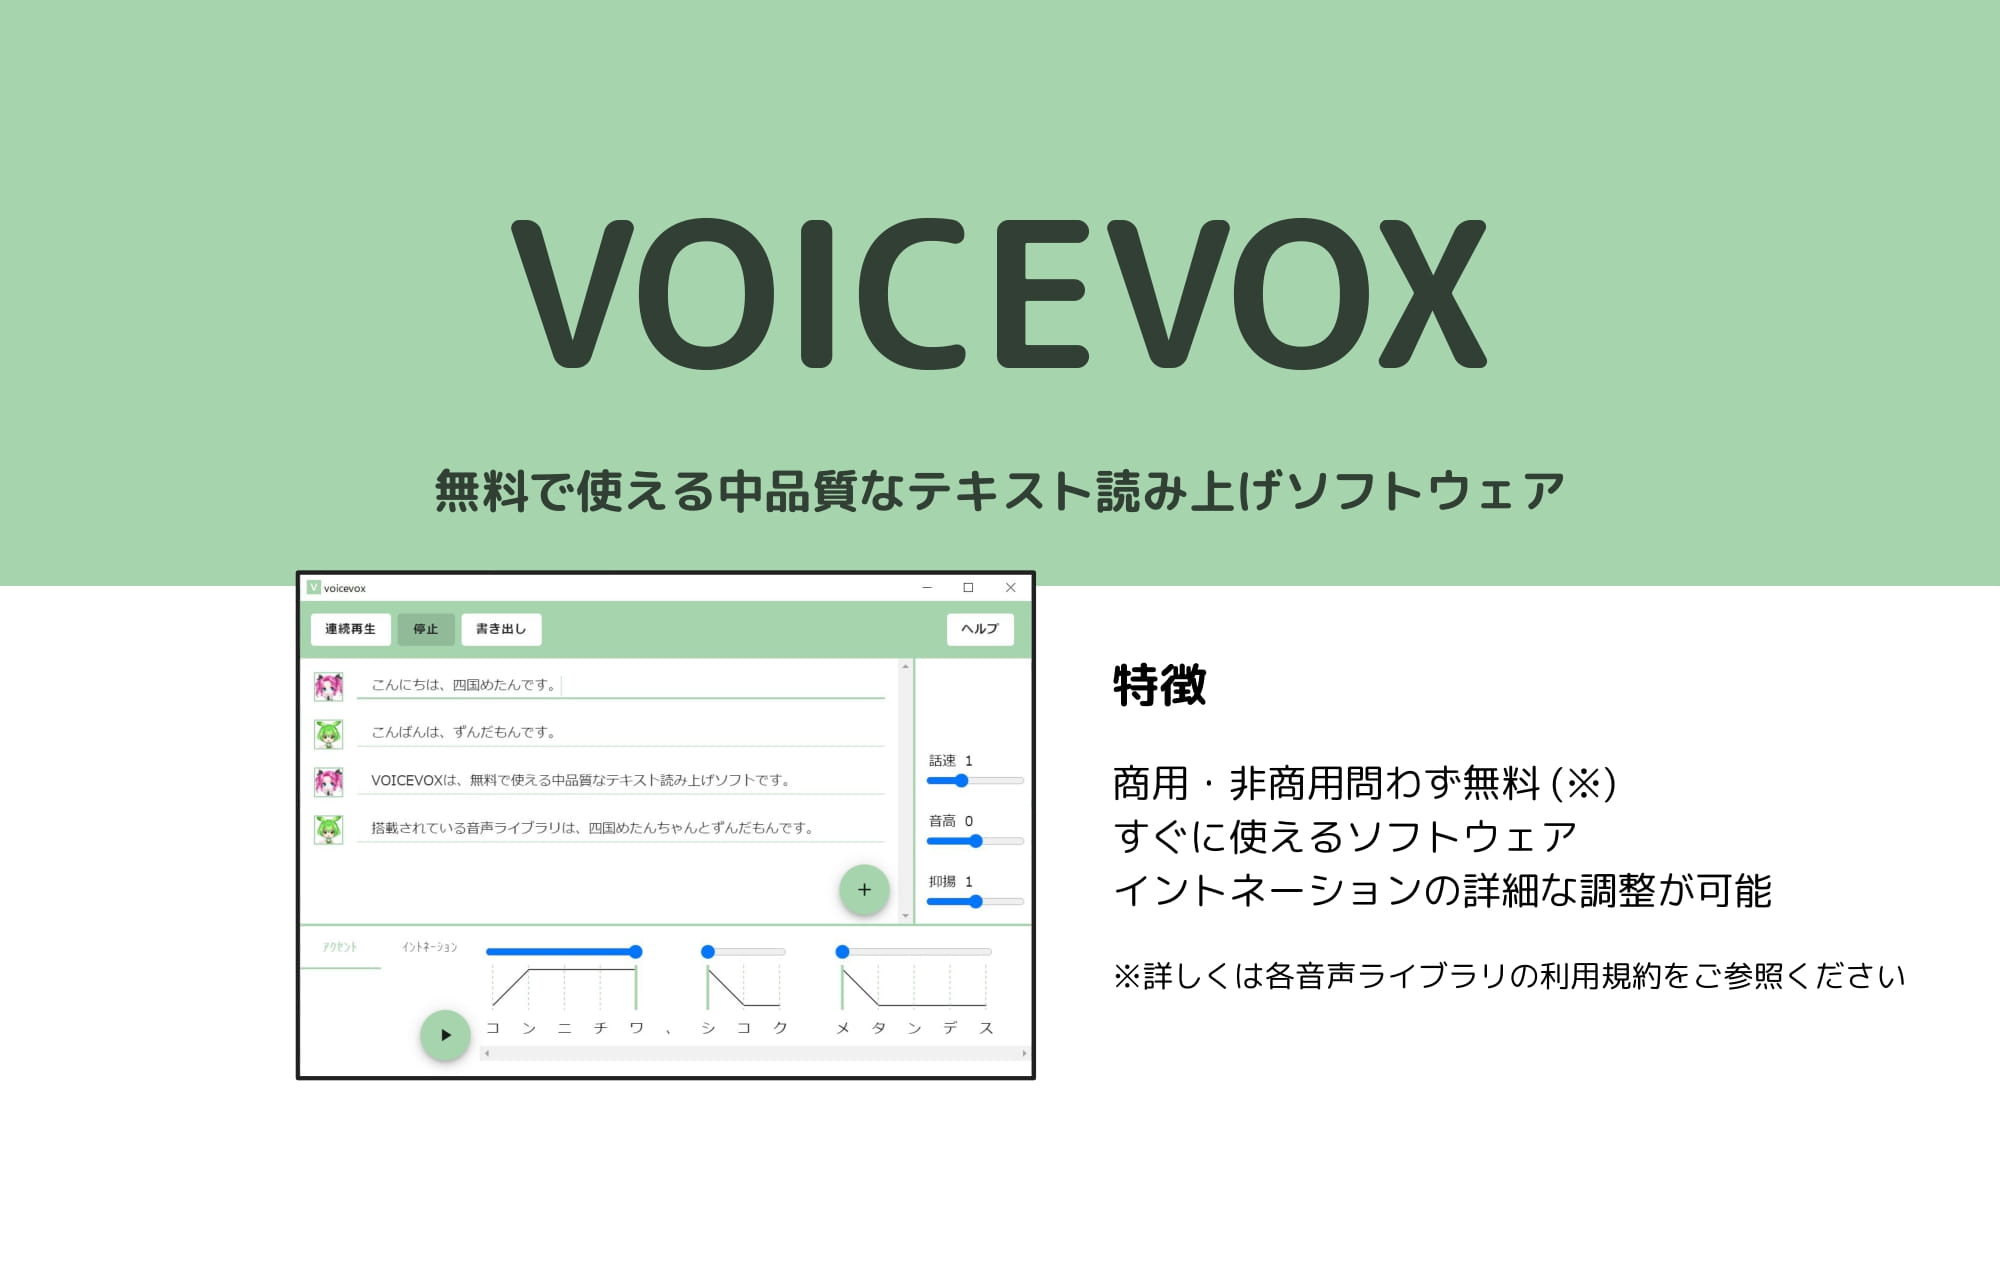 VOICEVOX
無料で使える中品質なテキスト読み上げソフトウェア
V voicevox
連続再生 停止 書き出し ヘルプ
こんにちは、四国めたんです。
こんばんは、ずんだもんです。
VOICEVOXは、無料で使える中品質なテキスト読み上げソフトです。
搭載されている音声ライブラリは、四国めたんちゃんとずんだもんです。
+
話速 1
音高 0
抑揚 1
アクセント イントネーション
コ ン ニ チ ワ 、 シ コ ク メ タ ン デ ス
特徴
商用・非商用問わず無料(※)
すぐに使えるソフトウェア
イントネーションの詳細な調整が可能
※詳しくは各音声ライブラリの利用規約をご参照ください